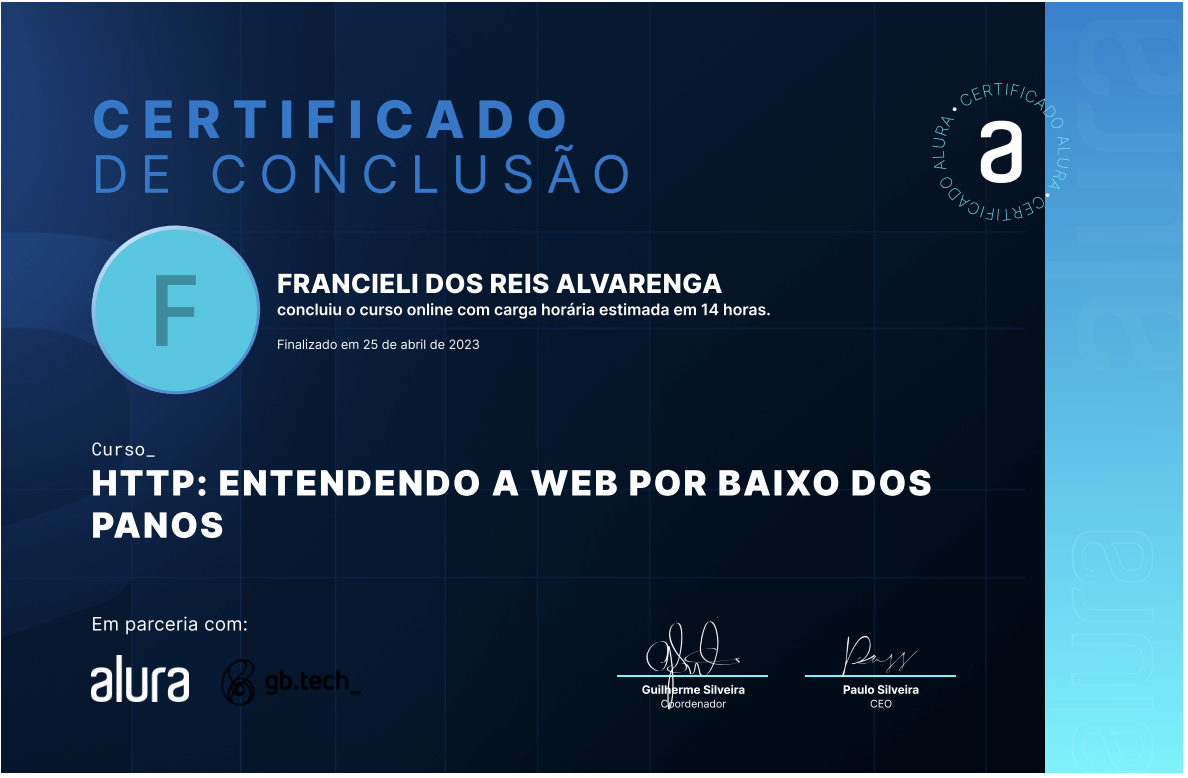 CERTIFICADO
DE CONCLUSÃO
CERTIFICADO ALURA • CERTIFICADO ALURA •
a
F
FRANCIELI DOS REIS ALVARENGA
concluiu o curso online com carga horária estimada em 14 horas.
Finalizado em 25 de abril de 2023
Curso_
HTTP: ENTENDENDO A WEB POR BAIXO DOS
PANOS
Em parceria com:
alura
gb.tech_
Guilherme Silveira
Coordenador
Paulo Silveira
CEO
alura
alura